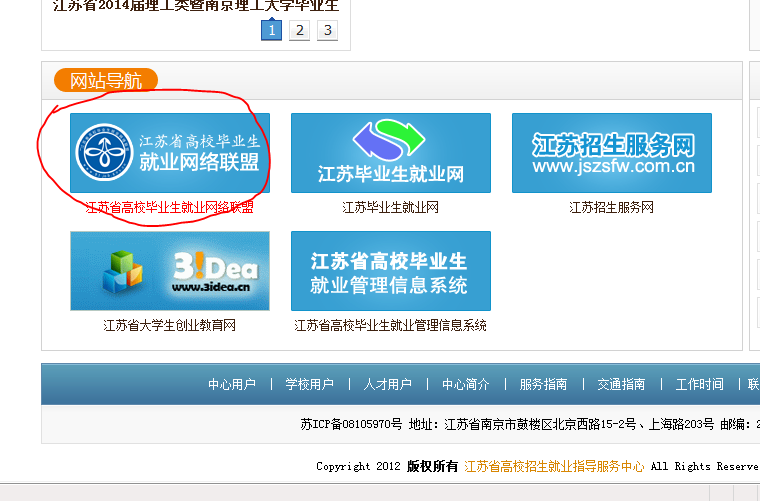 江苏省2014届理工类暨南京理工大学毕业生
1 2 3
网站导航
江苏省高校毕业生
就业网络联盟
江苏毕业生就业网
江苏招生服务网
www.jszsfw.com.cn
江苏省高校毕业生就业网络联盟
江苏毕业生就业网
江苏招生服务网
3!Dea
www.3idea.cn
江苏省高校毕业生
就业管理信息系统
江苏省大学生创业教育网
江苏省高校毕业生就业管理信息系统
中心用户 | 学校用户 | 人才用户 | 中心简介 | 服务指南 | 交通指南 | 工作时间 | 联
苏ICP备08105970号 地址：江苏省南京市鼓楼区北京西路15-2号、上海路203号 邮编：2
Copyright 2012 版权所有 江苏省高校招生就业指导服务中心 All Rights Reserve